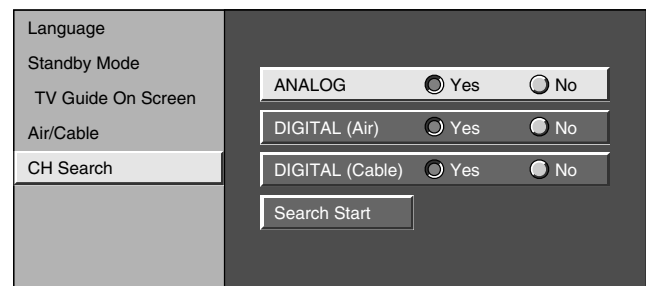 Language
Standby Mode
TV Guide On Screen
Air/Cable
CH Search
ANALOG Yes No
DIGITAL (Air) Yes No
DIGITAL (Cable) Yes No
Search Start